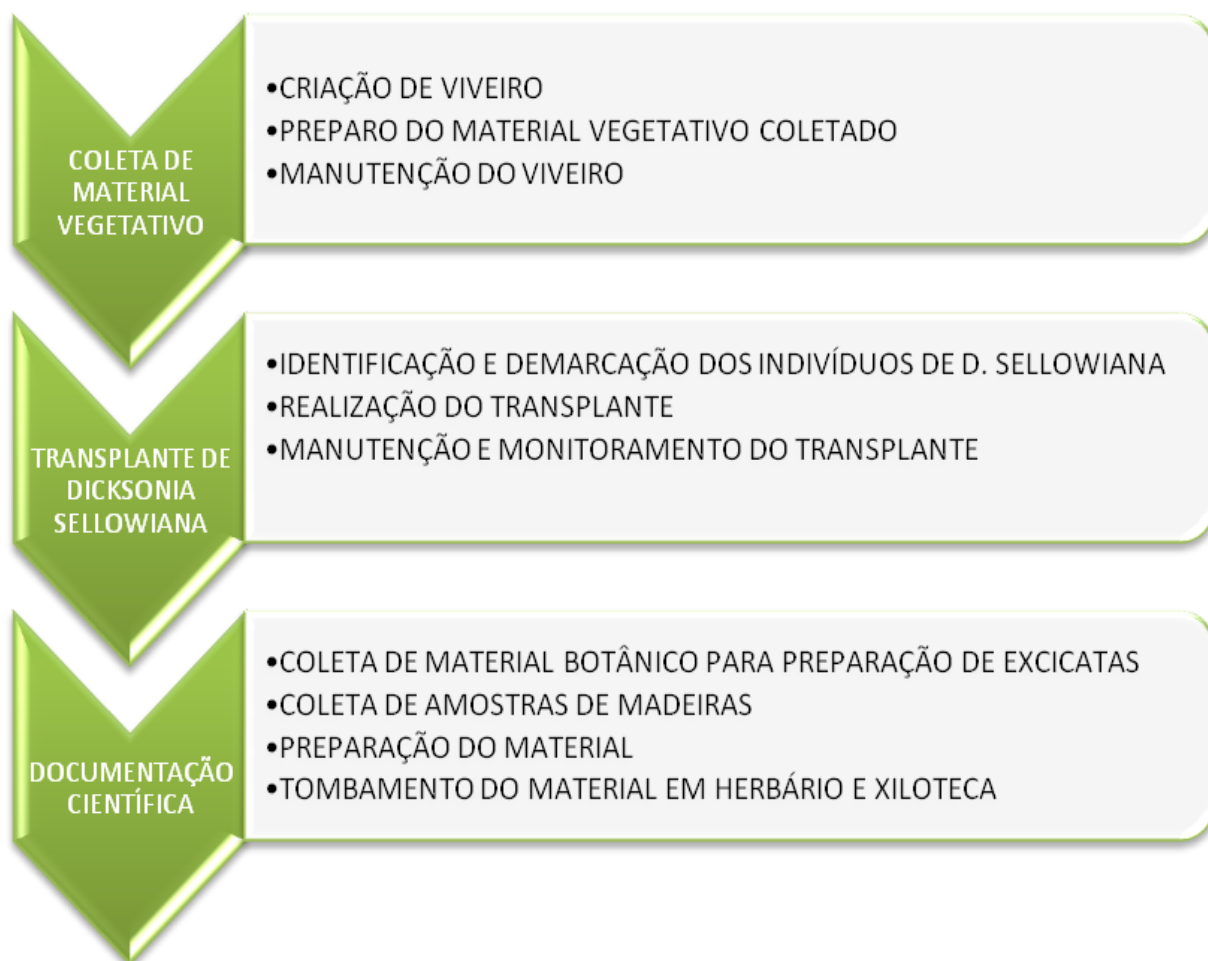 COLETA DE
MATERIAL
VEGETATIVO
•CRIAÇÃO DE VIVEIRO
•PREPARO DO MATERIAL VEGETATIVO COLETADO
•MANUTENÇÃO DO VIVEIRO
TRANSPLANTE DE
DICKSONIA
SELLOWIANA
•IDENTIFICAÇÃO E DEMARCAÇÃO DOS INDIVÍDUOS DE D. SELLOWIANA
•REALIZAÇÃO DO TRANSPLANTE
•MANUTENÇÃO E MONITORAMENTO DO TRANSPLANTE
DOCUMENTAÇÃO
CIENTÍFICA
•COLETA DE MATERIAL BOTÂNICO PARA PREPARAÇÃO DE EXCICATAS
•COLETA DE AMOSTRAS DE MADEIRAS
•PREPARAÇÃO DO MATERIAL
•TOMBAMENTO DO MATERIAL EM HERBÁRIO E XILOTECA